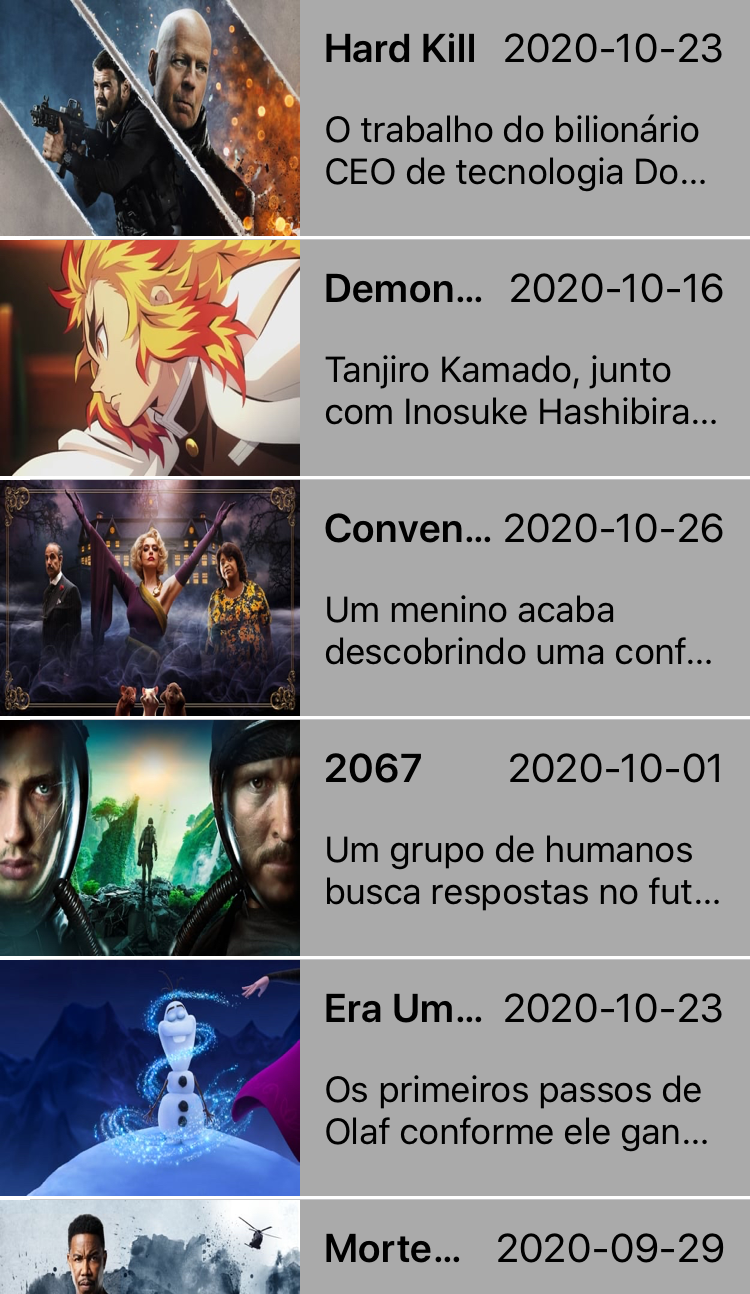 Hard Kill 2020-10-23
O trabalho do bilionário
CEO de tecnologia Do...
Demon... 2020-10-16
Tanjiro Kamado, junto
com Inosuke Hashibira...
Conven... 2020-10-26
Um menino acaba
descobrindo uma conf...
2067 2020-10-01
Um grupo de humanos
busca respostas no fut...
Era Um... 2020-10-23
Os primeiros passos de
Olaf conforme ele gan...
Morte... 2020-09-29